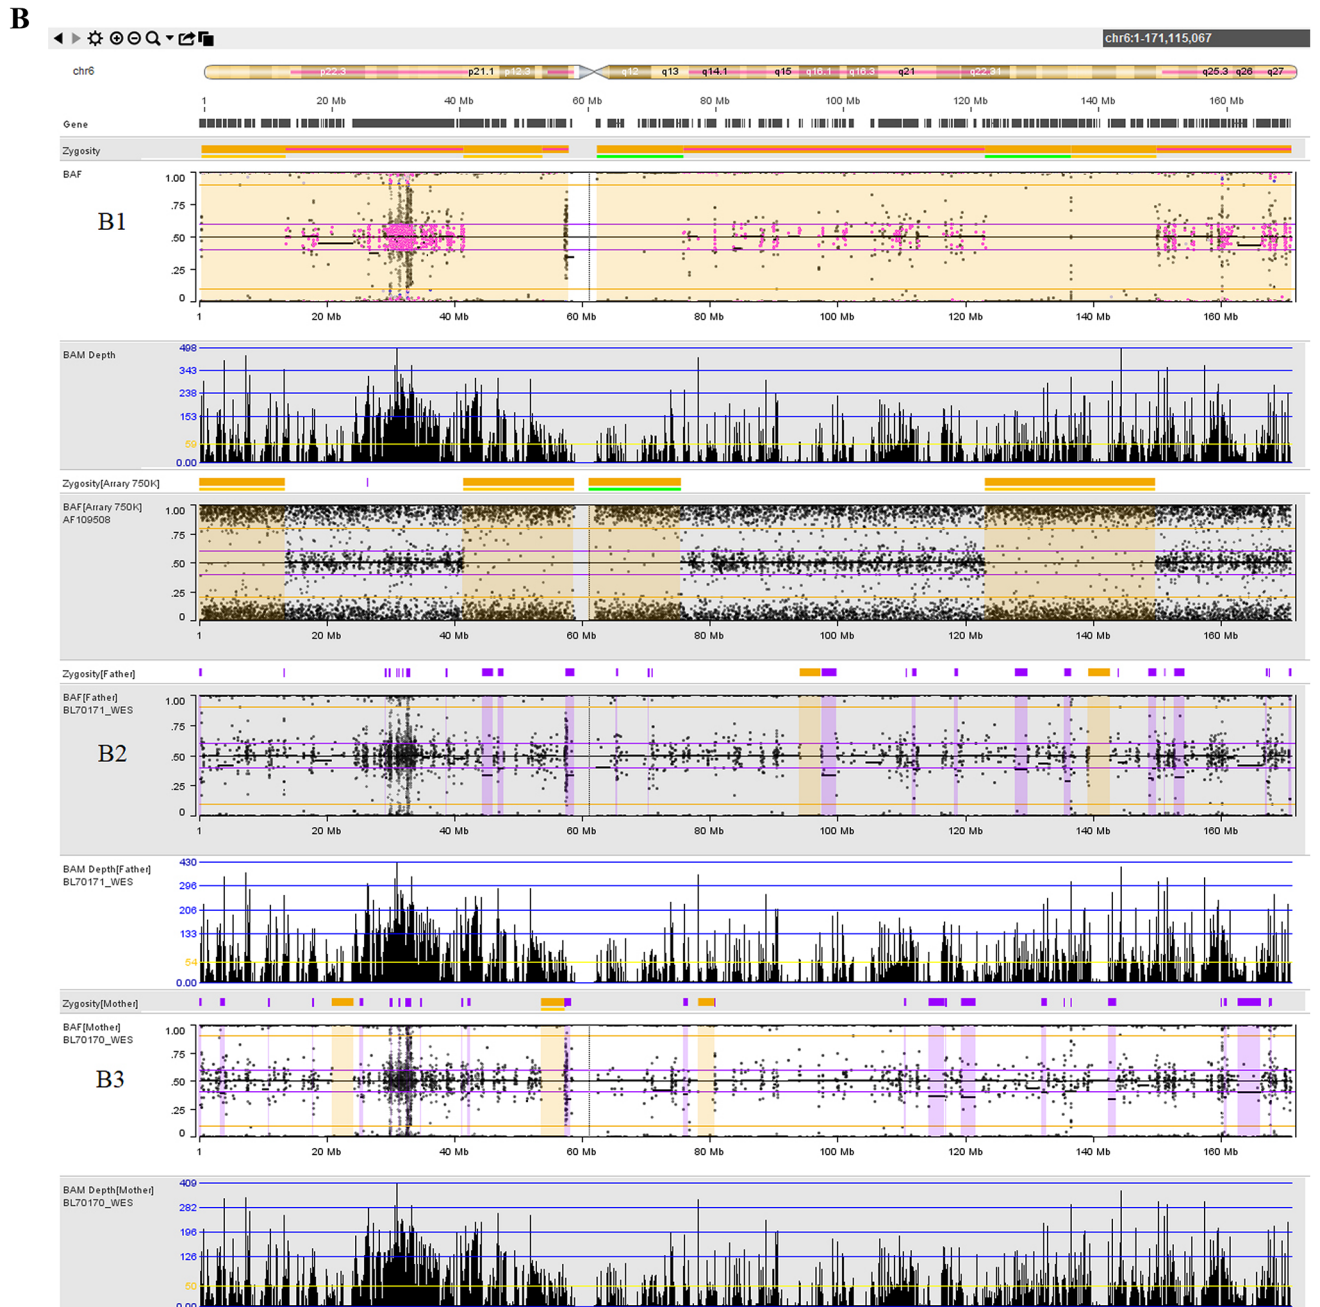 B
chr6:1-171,115,067
chr6
p22.3 p21.1 p12.3 q12 q13 q14.1 q15 q16.1 q16.3 q21 q22.31 q25.3 q26 q27
1 20 Mb 40 Mb 60 Mb 80 Mb 100 Mb 120 Mb 140 Mb 160 Mb
Gene
Zygosity
BAF
B1
1.00
.75
.50
.25
0
1 20 Mb 40 Mb 60 Mb 80 Mb 100 Mb 120 Mb 140 Mb 160 Mb
BAM Depth
498
343
238
153
59
0.00
Zygosity[Arrary 750K]
BAF[Arrary 750K]
AF109508
1.00
.75
.50
.25
0
1 20 Mb 40 Mb 60 Mb 80 Mb 100 Mb 120 Mb 140 Mb 160 Mb
Zygosity[Father]
BAF[Father]
BL70171_WES
B2
1.00
.75
.50
.25
0
1 20 Mb 40 Mb 60 Mb 80 Mb 100 Mb 120 Mb 140 Mb 160 Mb
BAM Depth[Father]
BL70171_WES
430
296
206
133
54
0.00
Zygosity[Mother]
BAF[Mother]
BL70170_WES
B3
1.00
.75
.50
.25
0
1 20 Mb 40 Mb 60 Mb 80 Mb 100 Mb 120 Mb 140 Mb 160 Mb
BAM Depth[Mother]
BL70170_WES
409
282
196
126
50
0.00